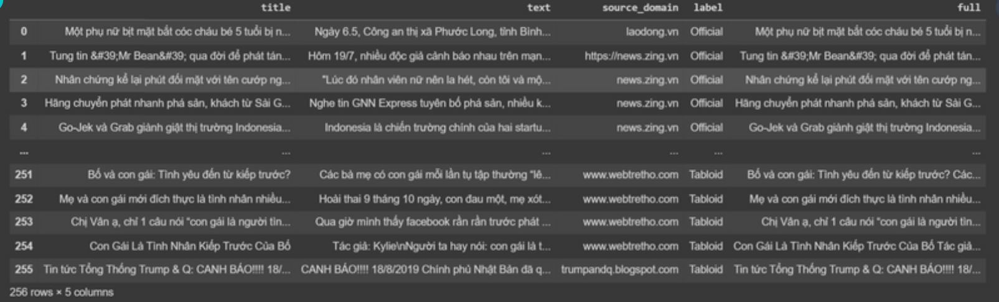 title text source_domain label full
0 Một phụ nữ bịt mặt bắt cóc cháu bé 5 tuổi bị n... Ngày 6.5, Công an thị xã Phước Long, tỉnh Bình... laodong.vn Official Một phụ nữ bịt mặt bắt cóc cháu bé 5 tuổi bị n...
1 Tung tin &#39;Mr Bean&#39; qua đời để phát tán... Hôm 19/7, nhiều độc giả cảnh báo nhau trên mạn... https://news.zing.vn Official Tung tin &#39;Mr Bean&#39; qua đời để phát tán...
2 Nhân chứng kể lại phút đối mặt với tên cướp ng... "Lúc đó nhân viên nữ nên la hét, còn tôi và mộ... news.zing.vn Official Nhân chứng kể lại phút đối mặt với tên cướp ng...
3 Hãng chuyển phát nhanh phá sản, khách từ Sài G... Nghe tin GNN Express tuyên bố phá sản, nhiều k... news.zing.vn Official Hãng chuyển phát nhanh phá sản, khách từ Sài G...
4 Go-Jek và Grab giành giật thị trường Indonesia... Indonesia là chiến trường chính của hai startu... news.zing.vn Official Go-Jek và Grab giành giật thị trường Indonesia...
... ... ... ... ... ...
251 Bố và con gái: Tình yêu đến từ kiếp trước? Các bà mẹ có con gái mỗi lần tụ tập thường "lê... www.webtretho.com Tabloid Bố và con gái: Tình yêu đến từ kiếp trước? Các...
252 Mẹ và con gái mới đích thực là tình nhân nhiều... Hoài thai 9 tháng 10 ngày, con đau một, mẹ xót... www.webtretho.com Tabloid Mẹ và con gái mới đích thực là tình nhân nhiều...
253 Chị Vân ạ, chỉ 1 câu nói "con gái là người tìn... Qua giờ mình thấy facebook rần rần trước phát ... www.webtretho.com Tabloid Chị Vân ạ, chỉ 1 câu nói "con gái là người tìn...
254 Con Gái Là Tình Nhân Kiếp Trước Của Bố Tác giả: Kylie\nNgười ta hay nói: con gái là t... www.webtretho.com Tabloid Con Gái Là Tình Nhân Kiếp Trước Của Bố Tác giả...
255 Tin tức Tổng Thống Trump & Q: CANH BÁO!!!! 18/... CANH BÁO!!!! 18/8/2019 Chính phủ Nhật Bản đã q... trumpandq.blogspot.com Tabloid Tin tức Tổng Thống Trump & Q: CANH BÁO!!!! 18/...
256 rows × 5 columns